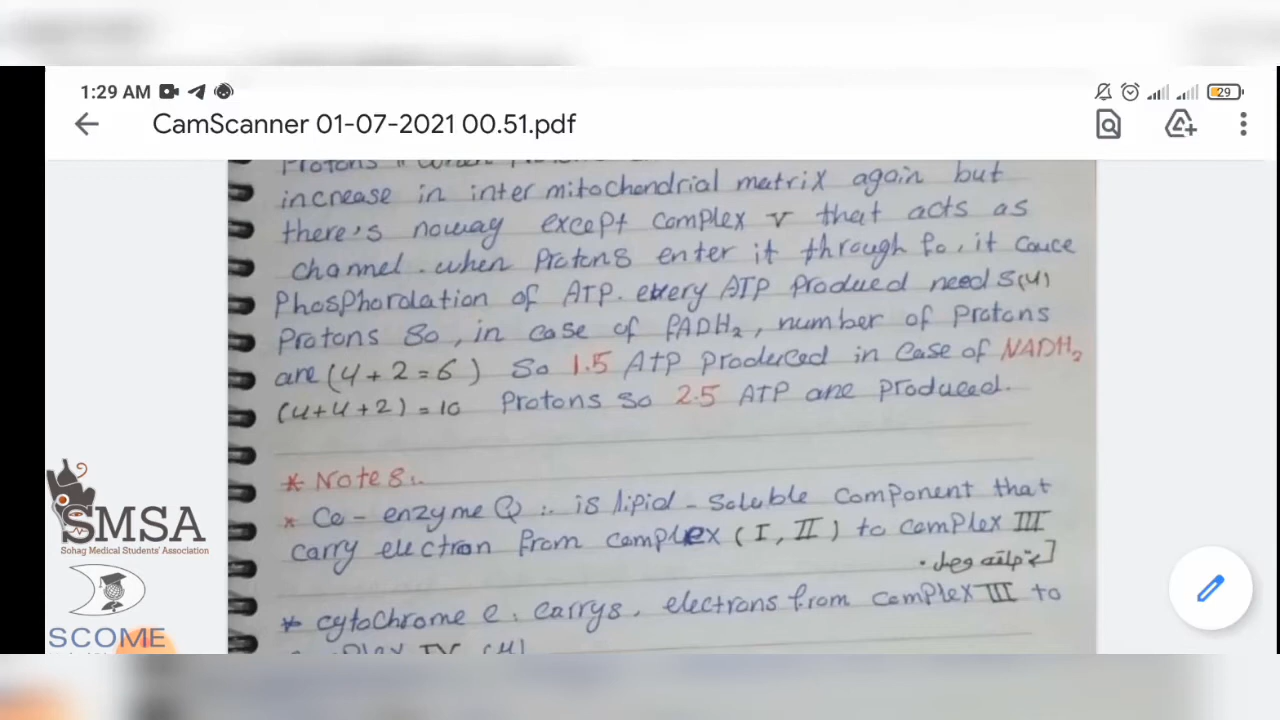 1:29 AM
29
CamScanner 01-07-2021 00.51.pdf
Protons
increase in inter mitochondrial matrix again but
there's noway except complex V that acts as
channel. when Protens enter it through fo, it cauce
Phosphorolation of ATP. every ATP produed need s(4)
Protons so, in case of fADH₂, number of protons
are (4+2=6) So 1.5 Atp produced in case of NADH₂
(4+4+2)=10 Protons so 2.5 ATP are produced.
* Notes:.
* Co-enzyme Q :. is lipid-soluble component that
carry electron from complex (I, II) to complex III
* cytochrome c. carrys. electrons from complex III to
IV (4)
SMSA
Sohag Medical Students' Association
SCOME